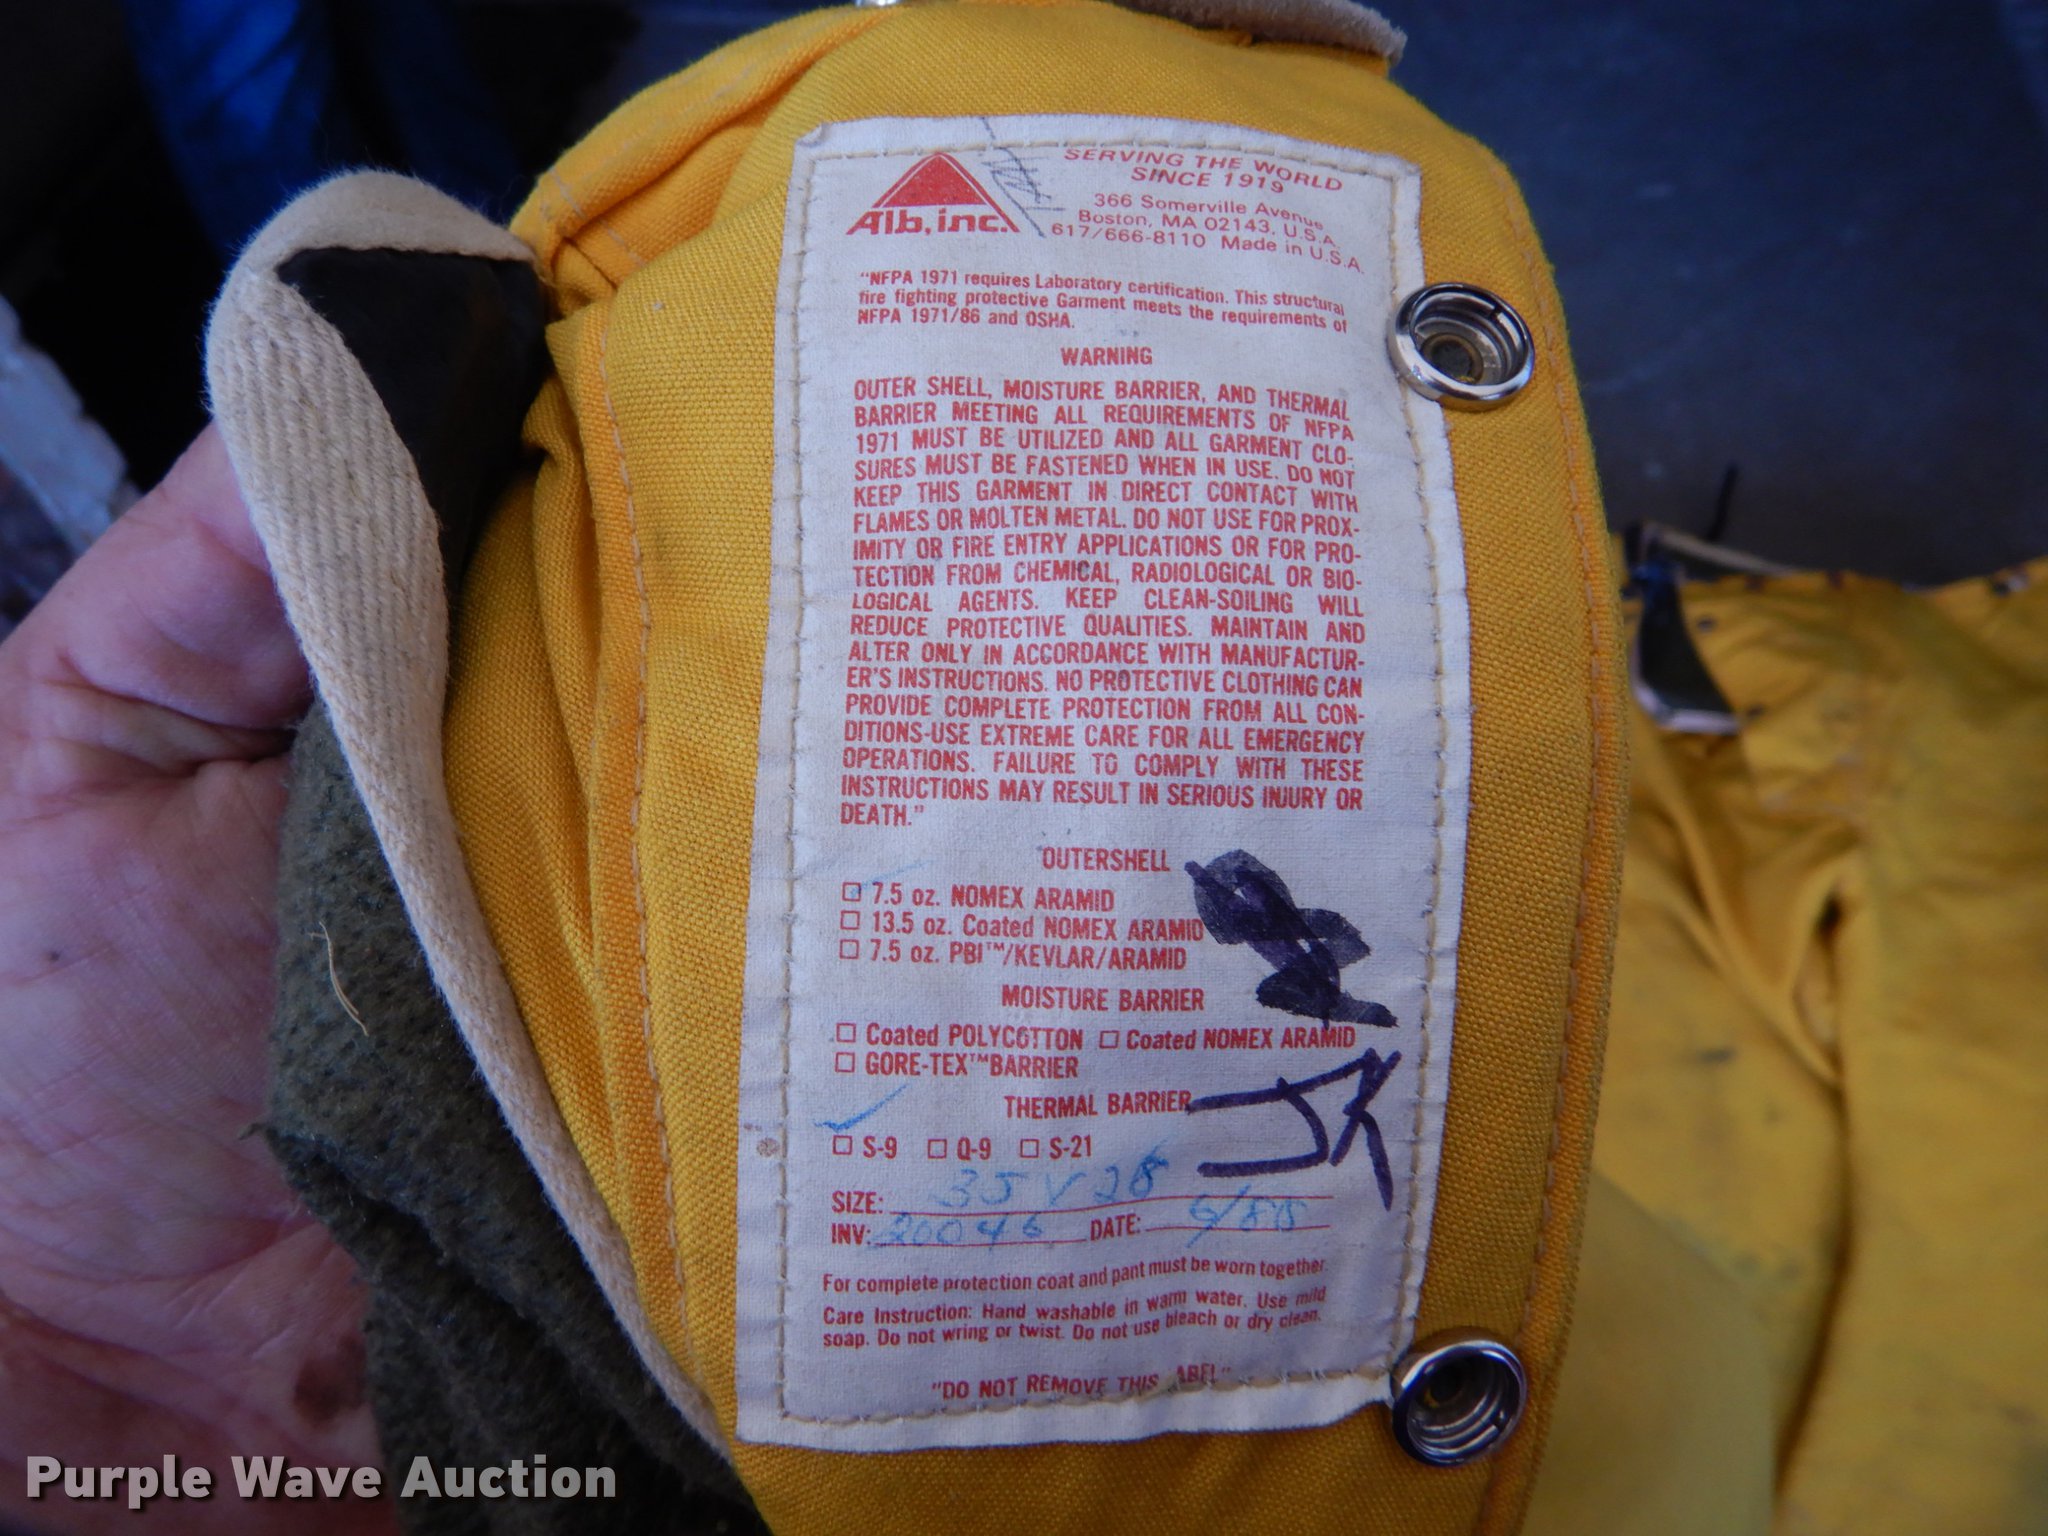 Alb, inc.
SERVING THE WORLD
SINCE 1919
366 Somerville Avenue
Boston, MA 02143, U.S.A.
617/666-8110 Made in U.S.A.
"NFPA 1971 requires Laboratory certification. This structural
fire fighting protective Garment meets the requirements of
NFPA 1971/86 and OSHA.
WARNING
OUTER SHELL, MOISTURE BARRIER, AND THERMAL
BARRIER MEETING ALL REQUIREMENTS OF NFPA
1971 MUST BE UTILIZED AND ALL GARMENT CLO-
SURES MUST BE FASTENED WHEN IN USE. DO NOT
KEEP THIS GARMENT IN DIRECT CONTACT WITH
FLAMES OR MOLTEN METAL. DO NOT USE FOR PROX-
IMITY OR FIRE ENTRY APPLICATIONS OR FOR PRO-
TECTION FROM CHEMICAL, RADIOLOGICAL OR BIO-
LOGICAL AGENTS. KEEP CLEAN-SOILING WILL
REDUCE PROTECTIVE QUALITIES. MAINTAIN AND
ALTER ONLY IN ACCORDANCE WITH MANUFACTUR-
ER'S INSTRUCTIONS. NO PROTECTIVE CLOTHING CAN
PROVIDE COMPLETE PROTECTION FROM ALL CON-
DITIONS-USE EXTREME CARE FOR ALL EMERGENCY
OPERATIONS. FAILURE TO COMPLY WITH THESE
INSTRUCTIONS MAY RESULT IN SERIOUS INJURY OR
DEATH."
OUTERSHELL
7.5 oz. NOMEX ARAMID
13.5 oz. Coated NOMEX ARAMID
7.5 oz. PBI™/KEVLAR/ARAMID
MOISTURE BARRIER
Coated POLYCOTTON Coated NOMEX ARAMID
GORE-TEX™ BARRIER
JK
THERMAL BARRIER
S-9 Q-9 S-21
SIZE: 35 V 28
INV: 20046 DATE: 6/88
For complete protection coat and pant must be worn together.
Care Instruction: Hand washable in warm water. Use mild
soap. Do not wring or twist. Do not use bleach or dry clean.
"DO NOT REMOVE THIS LABEL"
Purple Wave Auction